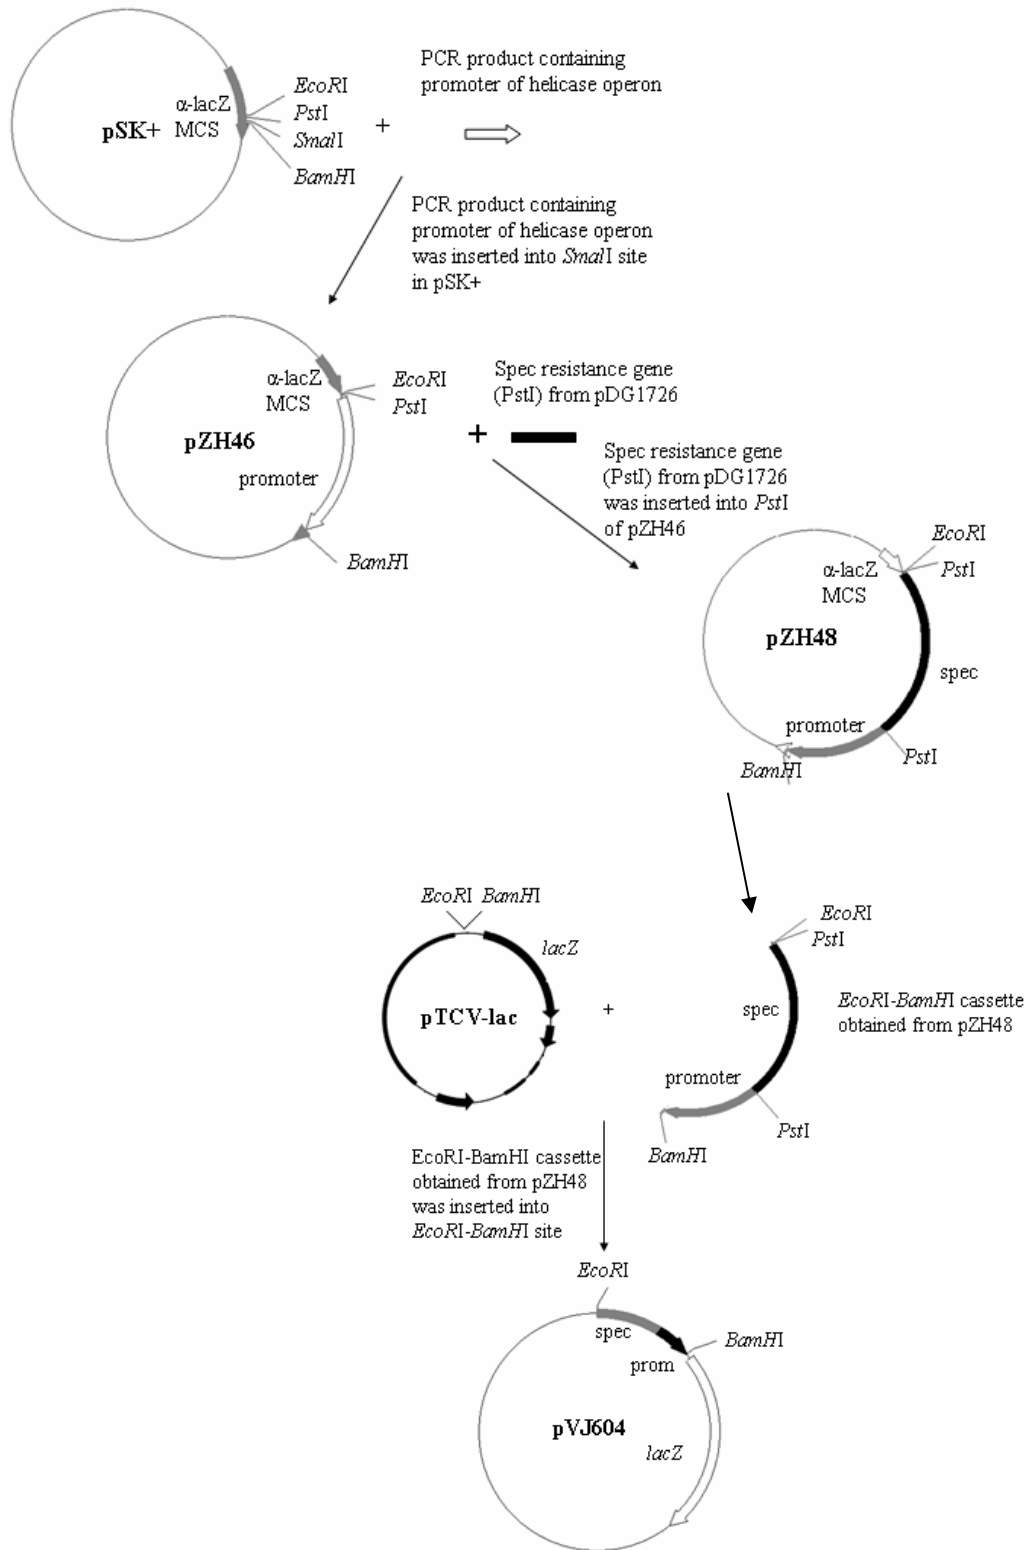 PCR product containing
promoter of helicase operon
EcoRI
α-lacZ
PstI
pSK+
MCS
SmaII
+
BamHI
PCR product containing
promoter of helicase operon
was inserted into SmaII site
in pSK+
Spec resistance gene
(PstI) from pDG1726
α-lacZ
EcoRI
MCS
PstI
pZH46
+
Spec resistance gene
(PstI) from pDG1726
was inserted into PstI
of pZH46
promoter
BamHI
EcoRI
α-lacZ
PstI
MCS
pZH48
spec
promoter
PstI
BamHI
EcoRI BamHI
EcoRI
PstI
lacZ
pTCV-lac
+
spec
EcoRI-BamHI cassette
obtained from pZH48
promoter
PstI
BamHI
EcoRI-BamHI cassette
obtained from pZH48
was inserted into
EcoRI-BamHI site
EcoRI
spec
BamHI
prom
pVJ604
lacZ